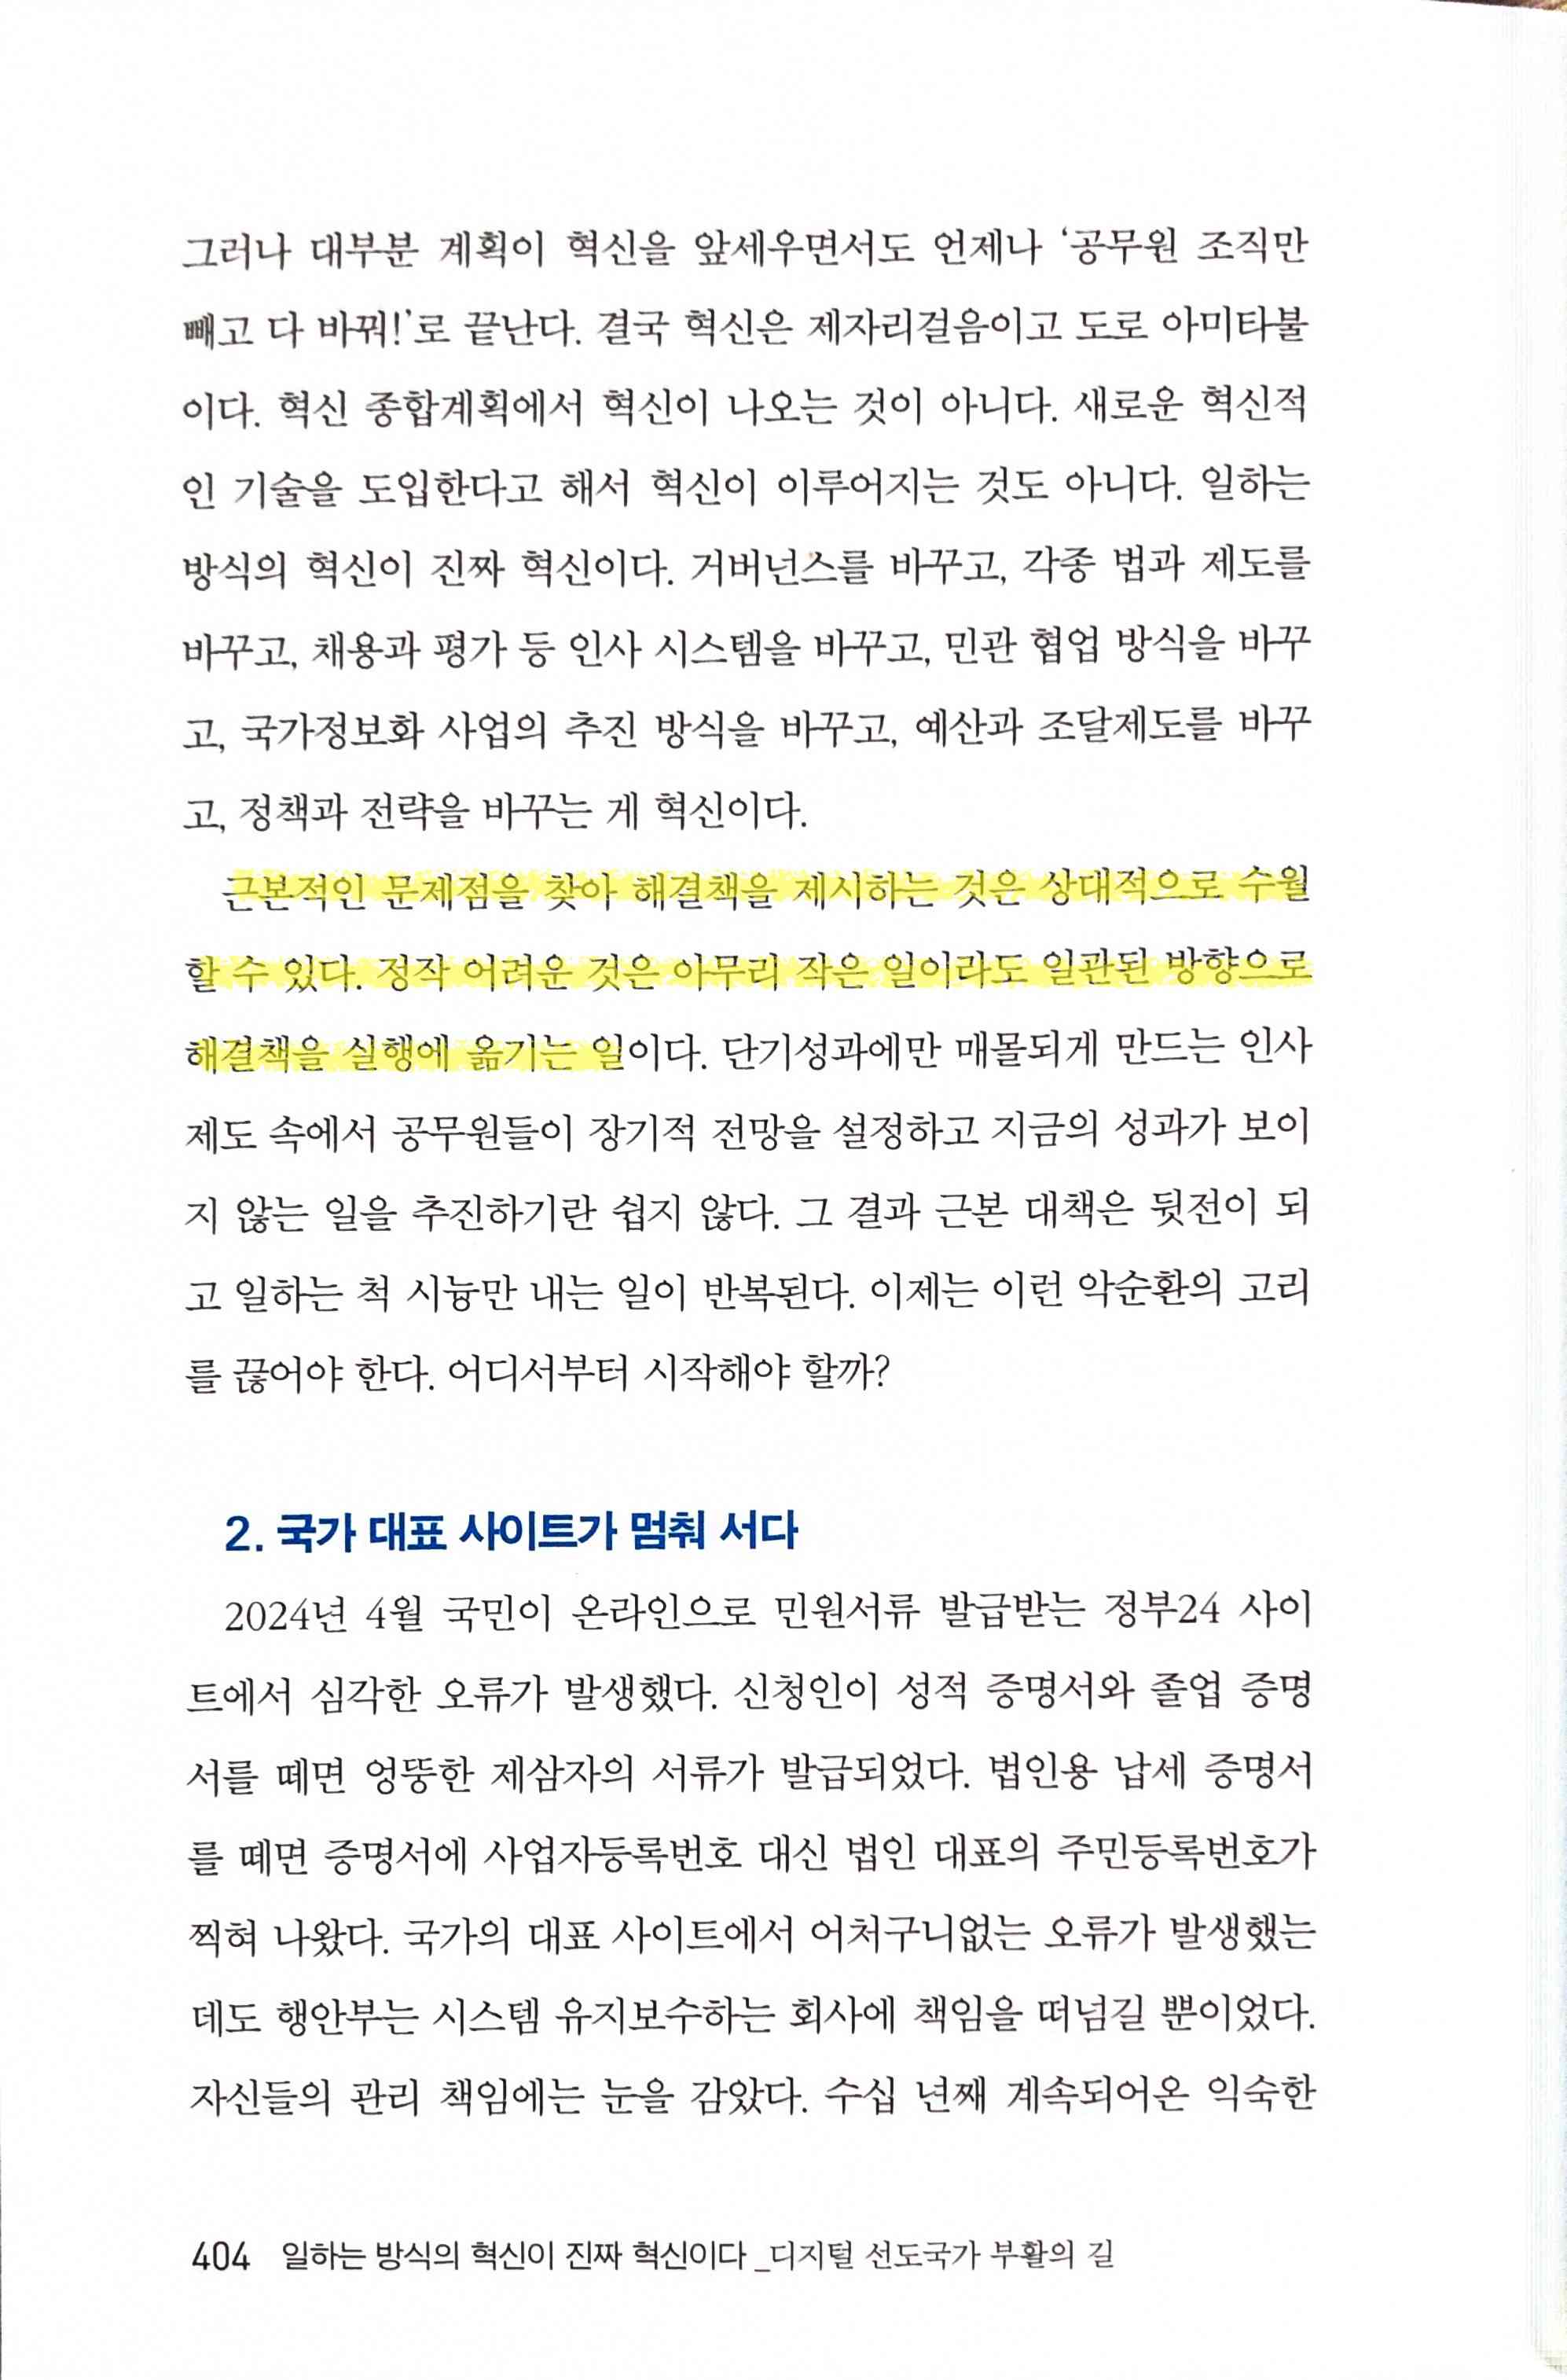 그러나 대부분 계획이 혁신을 앞세우면서도 언제나 ‘공무원 조직만
빼고 다 바꿔!’로 끝난다. 결국 혁신은 제자리걸음이고 도로 아미타불
이다. 혁신 종합계획에서 혁신이 나오는 것이 아니다. 새로운 혁신적
인 기술을 도입한다고 해서 혁신이 이루어지는 것도 아니다. 일하는
방식의 혁신이 진짜 혁신이다. 거버넌스를 바꾸고, 각종 법과 제도를
바꾸고, 채용과 평가 등 인사 시스템을 바꾸고, 민관 협업 방식을 바꾸
고, 국가정보화 사업의 추진 방식을 바꾸고, 예산과 조달제도를 바꾸
고, 정책과 전략을 바꾸는 게 혁신이다.
근본적인 문제점을 찾아 해결책을 제시하는 것은 상대적으로 수월
할 수 있다. 정작 어려운 것은 아무리 작은 일이라도 일관된 방향으로
해결책을 실행에 옮기는 일이다. 단기성과에만 매몰되게 만드는 인사
제도 속에서 공무원들이 장기적 전망을 설정하고 지금의 성과가 보이
지 않는 일을 추진하기란 쉽지 않다. 그 결과 근본 대책은 뒷전이 되
고 일하는 척 시늉만 내는 일이 반복된다. 이제는 이런 악순환의 고리
를 끊어야 한다. 어디서부터 시작해야 할까?
2. 국가 대표 사이트가 멈춰 서다
2024년 4월 국민이 온라인으로 민원서류 발급받는 정부24 사이
트에서 심각한 오류가 발생했다. 신청인이 성적 증명서와 졸업 증명
서를 떼면 엉뚱한 제삼자의 서류가 발급되었다. 법인용 납세 증명서
를 떼면 증명서에 사업자등록번호 대신 법인 대표의 주민등록번호가
찍혀 나왔다. 국가의 대표 사이트에서 어처구니없는 오류가 발생했는
데도 행안부는 시스템 유지보수하는 회사에 책임을 떠넘길 뿐이었다.
자신들의 관리 책임에는 눈을 감았다. 수십 년째 계속되어온 익숙한
404 일하는 방식의 혁신이 진짜 혁신이다_디지털 선도국가 부활의 길